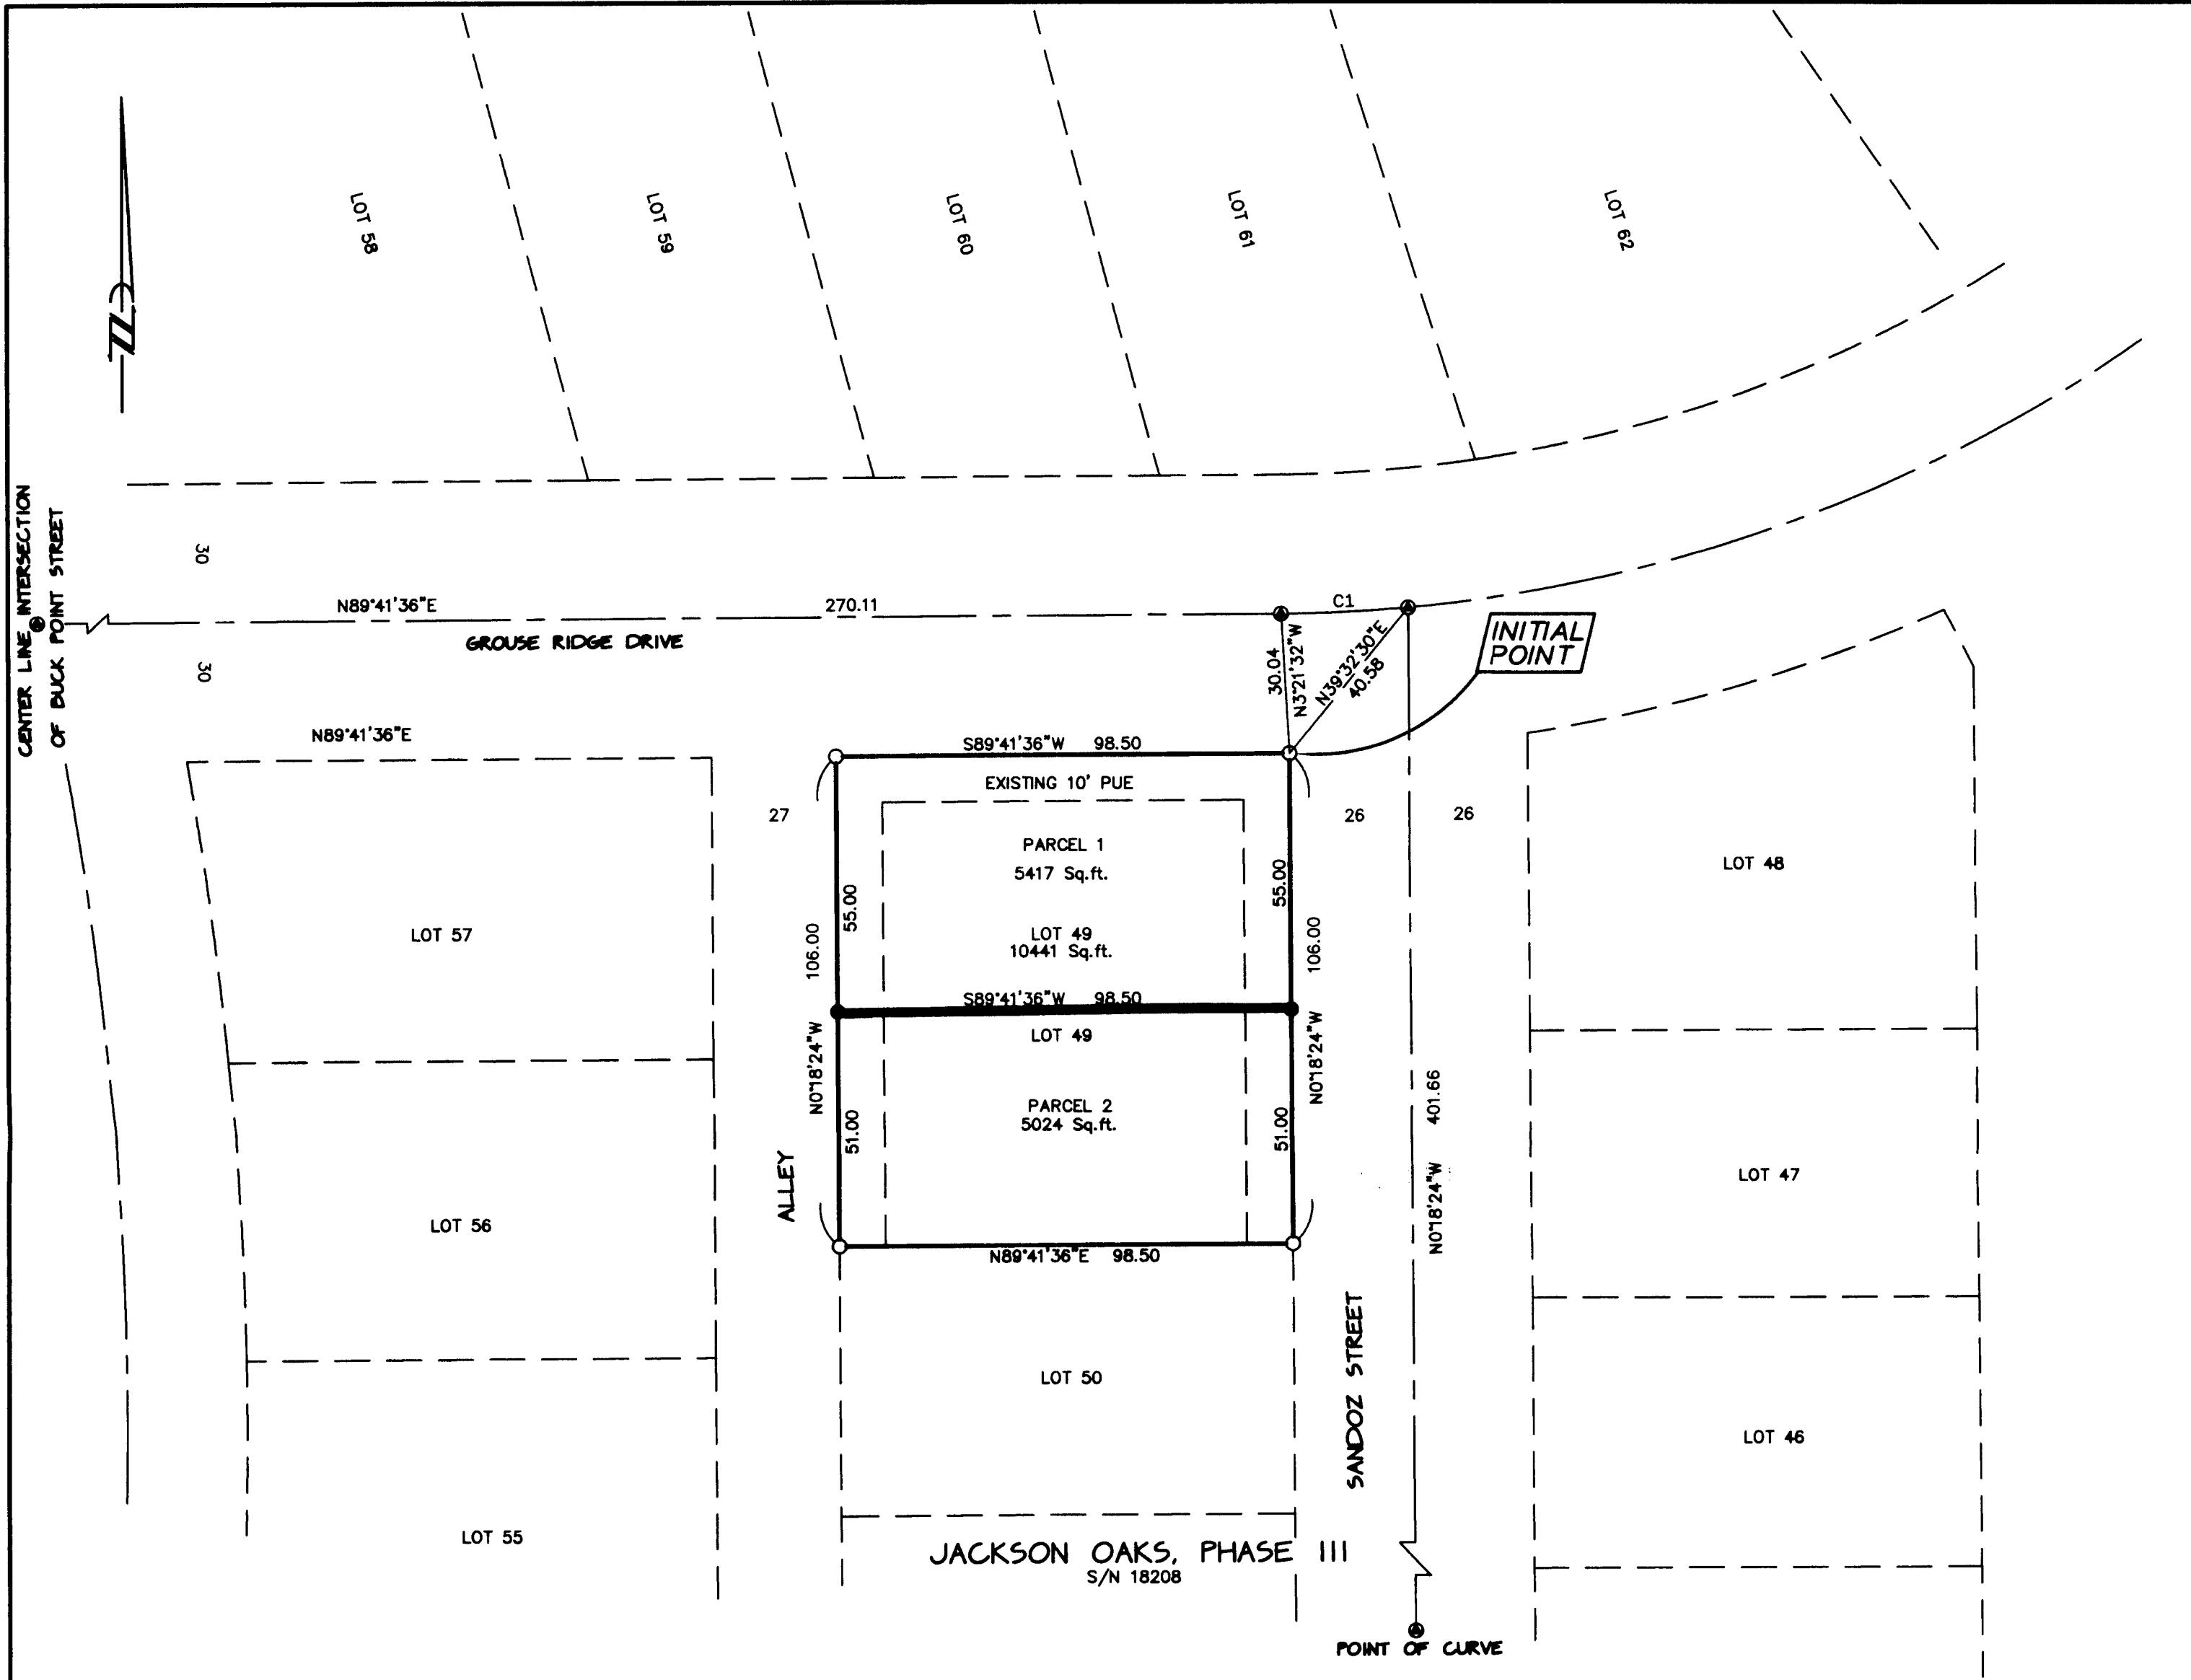 LOT 58
LOT 59
LOT 60
LOT 61
LOT 62
N
CENTER LINE INTERSECTION
OF BUCK POINT STREET
30
30
N89°41'36"E
270.11
GROUSE RIDGE DRIVE
C1
30.04
N3°21'32"W
N39°32'30"E
40.58
INITIAL
POINT
N89°41'36"E
S89°41'36"W 98.50
EXISTING 10' PUE
27
26
26
PARCEL 1
5417 Sq.ft.
55.00
55.00
LOT 48
LOT 57
LOT 49
10441 Sq.ft.
106.00
106.00
S89°41'36"W 98.50
LOT 49
N0°18'24"W
N0°18'24"W
PARCEL 2
5024 Sq.ft.
51.00
51.00
401.66
N0°18'24"W
LOT 47
ALLEY
LOT 56
N89°41'36"E 98.50
SANDOZ STREET
LOT 50
LOT 46
LOT 55
JACKSON OAKS, PHASE III
S/N 18208
POINT OF CURVE